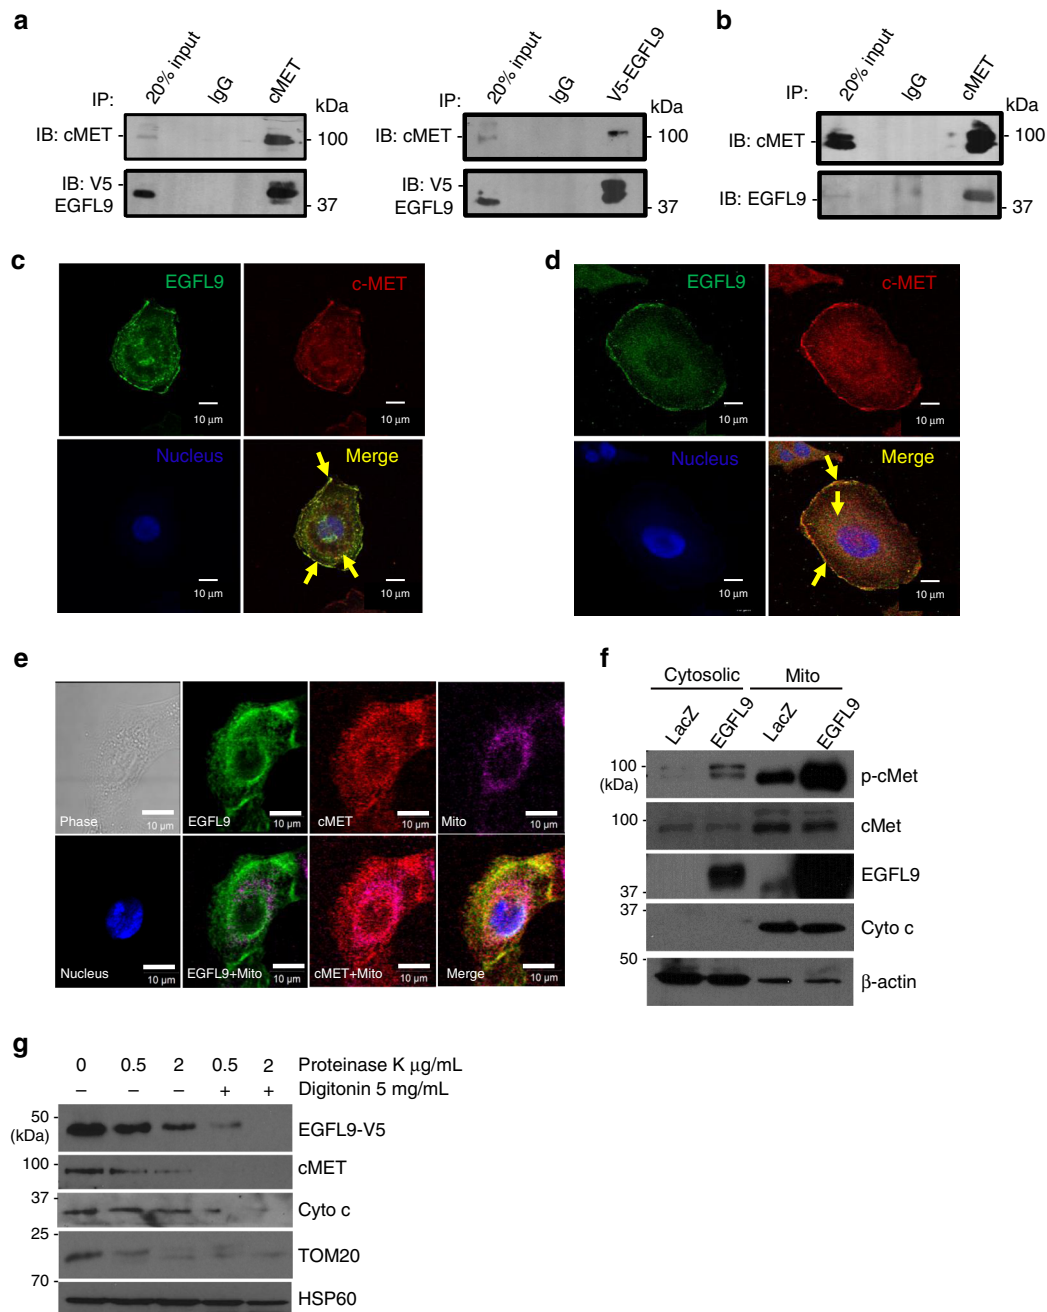 a
IP:
20% input
IgG
cMET
kDa
IB: cMET
100
IB: V5
EGFL9
37
IP:
20% input
IgG
V5-EGFL9
kDa
IB: cMET
100
IB: V5
EGFL9
37
b
IP:
20% input
IgG
cMET
kDa
IB: cMET
100
IB: EGFL9
37
c
EGFL9
c-MET
10 µm
10 µm
Nucleus
Merge
10 µm
10 µm
d
EGFL9
c-MET
10 µm
10 µm
Nucleus
Merge
10 µm
10 µm
e
Phase
10 µm
EGFL9
10 µm
cMET
10 µm
Mito
10 µm
Nucleus
10 µm
EGFL9+Mito
10 µm
cMET+Mito
10 µm
Merge
10 µm
f
Cytosolic
Mito
LacZ
EGFL9
LacZ
EGFL9
100
(kDa)
p-cMet
100
cMet
37
EGFL9
37
Cyto c
50
β-actin
g
0 0.5 2 0.5 2 Proteinase K µg/mL
– – – + + Digitonin 5 mg/mL
50
(kDa)
EGFL9-V5
100
cMET
37
Cyto c
25
TOM20
70
HSP60